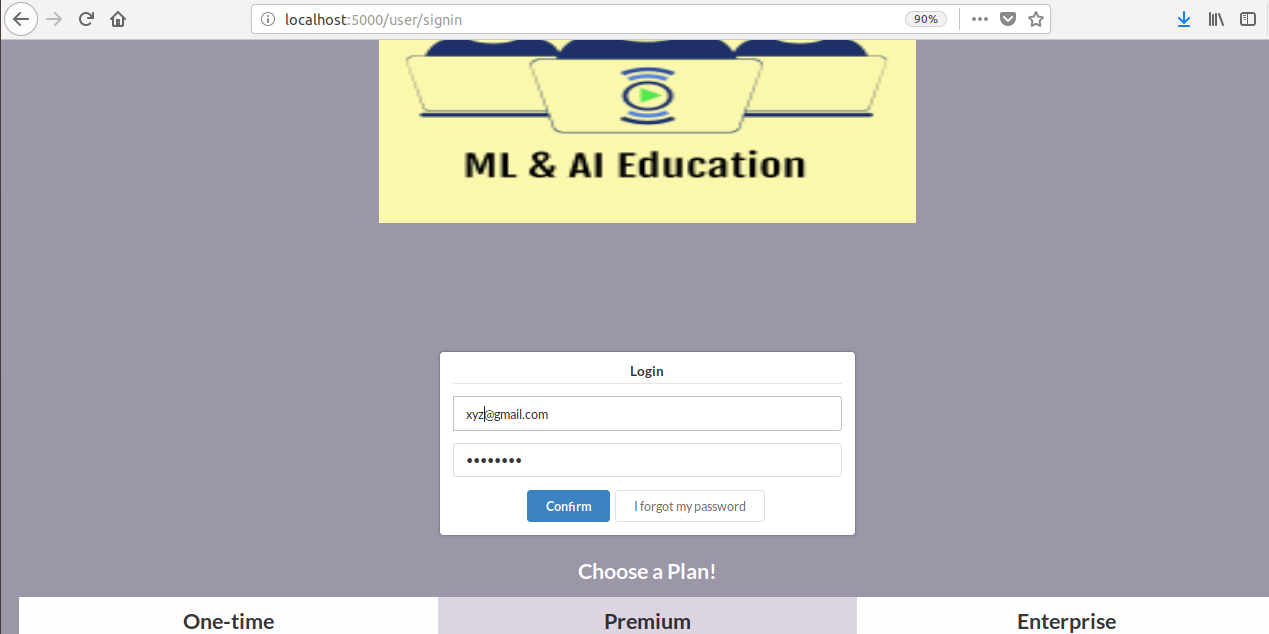 localhost:5000/user/signin
90%
ML & AI Education
Login
xyz@gmail.com
••••••••
Confirm
I forgot my password
Choose a Plan!
One-time
Premium
Enterprise